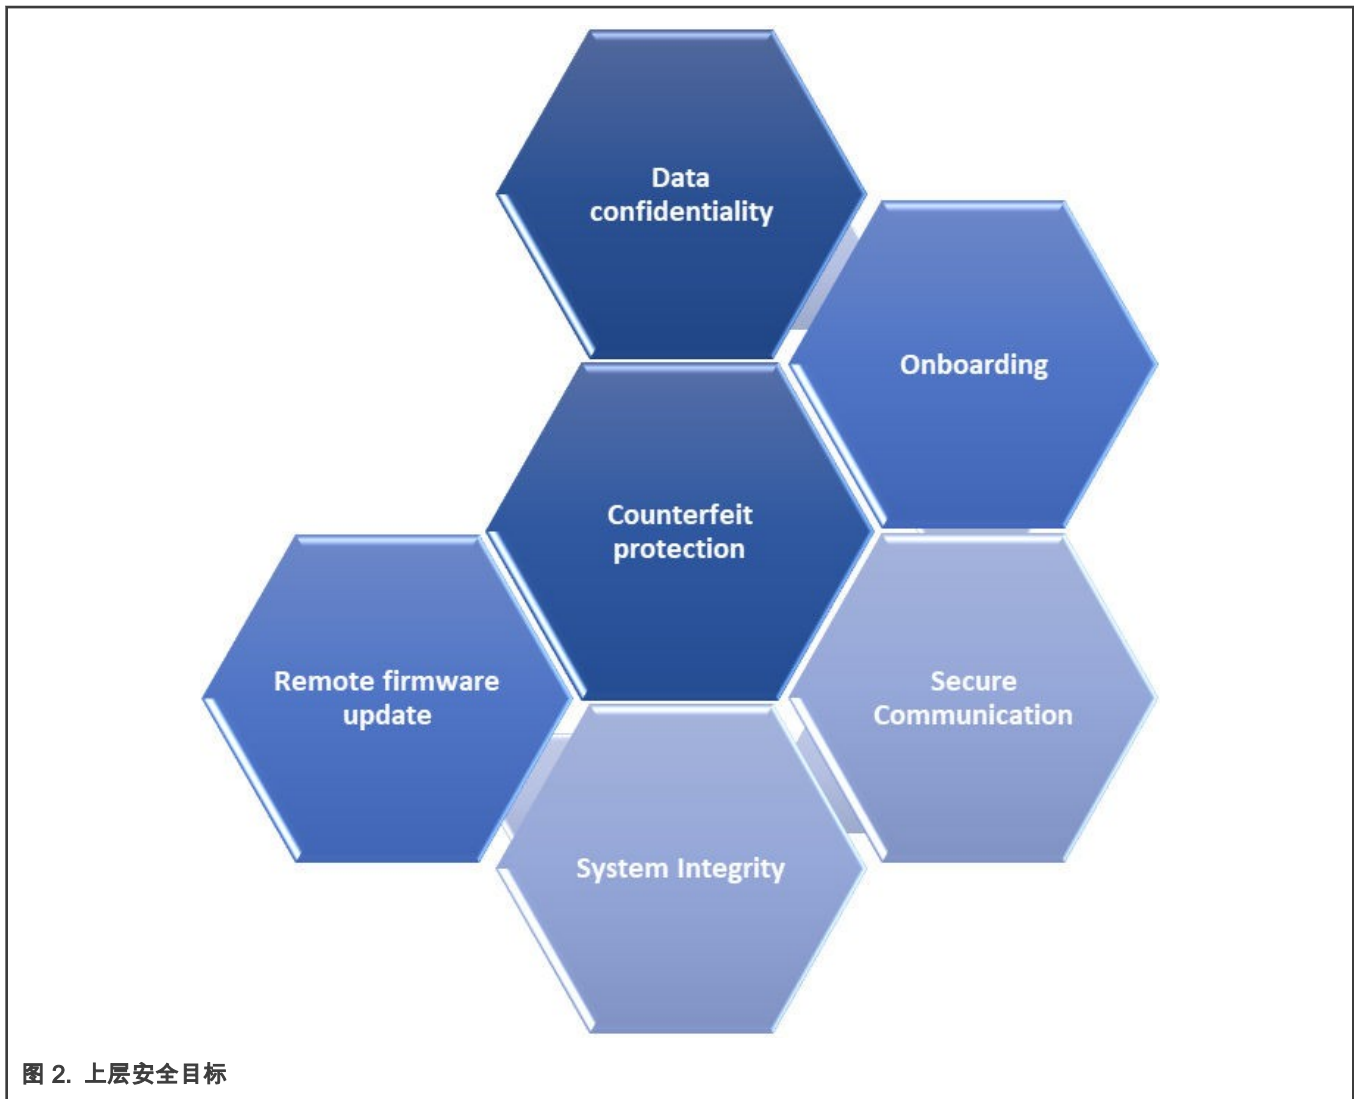 Data
confidentiality
Onboarding
Counterfeit
protection
Remote firmware
update
Secure
Communication
System Integrity
图 2. 上层安全目标